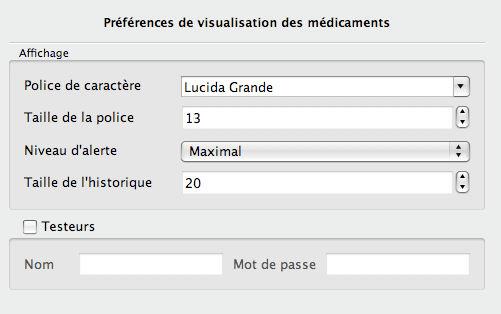 Préférences de visualisation des médicaments
Affichage
Police de caractère Lucida Grande
Taille de la police 13
Niveau d'alerte Maximal
Taille de l'historique 20
Testeurs
Nom Mot de passe